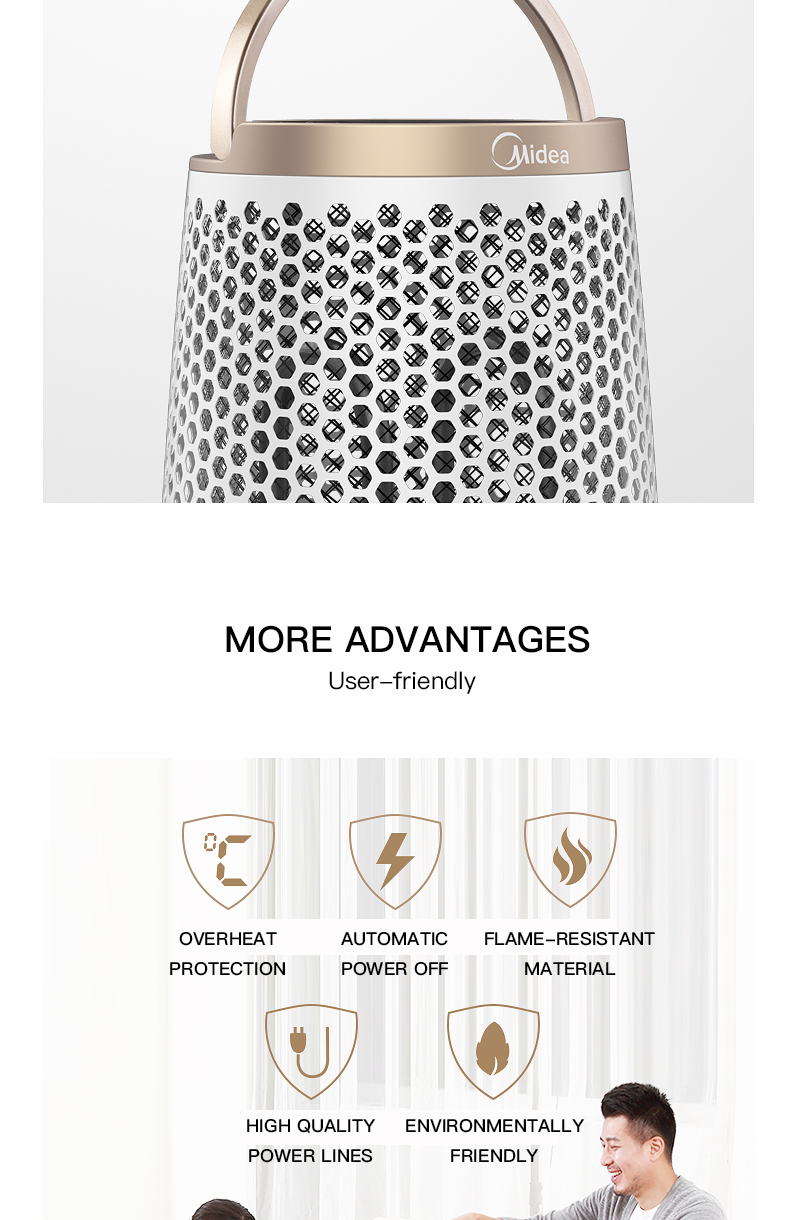 Midea
MORE ADVANTAGES
User-friendly
°C
OVERHEAT
PROTECTION
AUTOMATIC
POWER OFF
FLAME-RESISTANT
MATERIAL
HIGH QUALITY
POWER LINES
ENVIRONMENTALLY
FRIENDLY